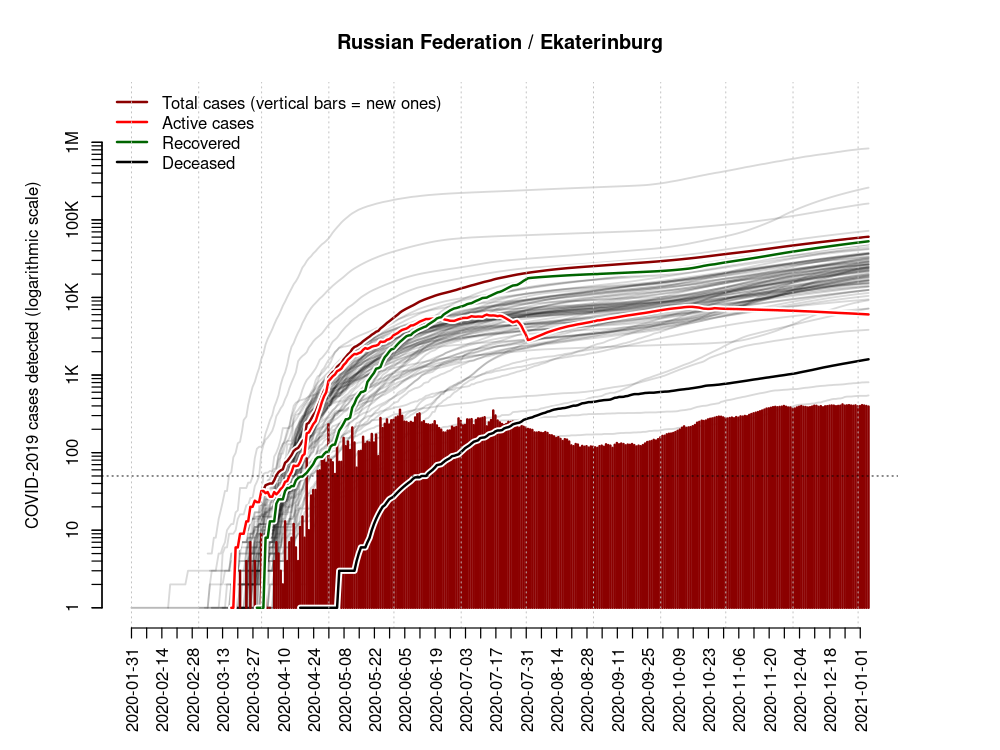 Russian Federation / Ekaterinburg
Total cases (vertical bars = new ones)
Active cases
Recovered
Deceased
COVID-2019 cases detected (logarithmic scale)
1M
100K
10K
1K
100
10
1
2020-01-31
2020-02-14
2020-02-28
2020-03-13
2020-03-27
2020-04-10
2020-04-24
2020-05-08
2020-05-22
2020-06-05
2020-06-19
2020-07-03
2020-07-17
2020-07-31
2020-08-14
2020-08-28
2020-09-11
2020-09-25
2020-10-09
2020-10-23
2020-11-06
2020-11-20
2020-12-04
2020-12-18
2021-01-01